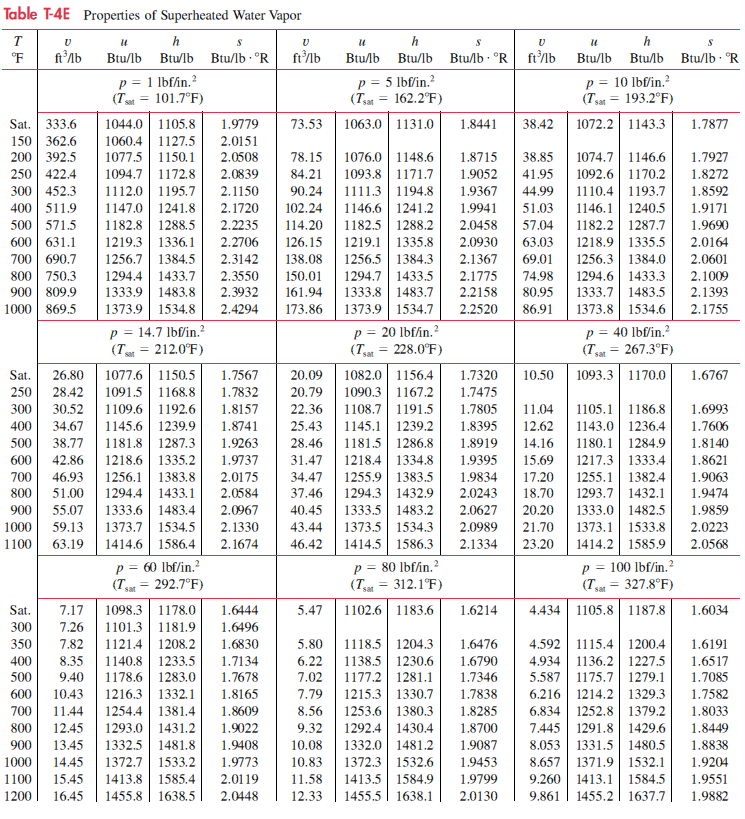 Table T-4E Properties of Superheated Water Vapor
T v u h s v u h s v u h s
°F ft³/lb Btu/lb Btu/lb Btu/lb · °R ft³/lb Btu/lb Btu/lb Btu/lb · °R ft³/lb Btu/lb Btu/lb Btu/lb · °R
p = 1 lbf/in.² p = 5 lbf/in.² p = 10 lbf/in.²
(Tsat = 101.7°F) (Tsat = 162.2°F) (Tsat = 193.2°F)
Sat. 333.6 1044.0 1105.8 1.9779 73.53 1063.0 1131.0 1.8441 38.42 1072.2 1143.3 1.7877
150 362.6 1060.4 1127.5 2.0151
200 392.5 1077.5 1150.1 2.0508 78.15 1076.0 1148.6 1.8715 38.85 1074.7 1146.6 1.7927
250 422.4 1094.7 1172.8 2.0839 84.21 1093.8 1171.7 1.9052 41.95 1092.6 1170.2 1.8272
300 452.3 1112.0 1195.7 2.1150 90.24 1111.3 1194.8 1.9367 44.99 1110.4 1193.7 1.8592
400 511.9 1147.0 1241.8 2.1720 102.24 1146.6 1241.2 1.9941 51.03 1146.1 1240.5 1.9171
500 571.5 1182.8 1288.5 2.2235 114.20 1182.5 1288.2 2.0458 57.04 1182.2 1287.7 1.9690
600 631.1 1219.3 1336.1 2.2706 126.15 1219.1 1335.8 2.0930 63.03 1218.9 1335.5 2.0164
700 690.7 1256.7 1384.5 2.3142 138.08 1256.5 1384.3 2.1367 69.01 1256.3 1384.0 2.0601
800 750.3 1294.4 1433.7 2.3550 150.01 1294.7 1433.5 2.1775 74.98 1294.6 1433.3 2.1009
900 809.9 1333.9 1483.8 2.3932 161.94 1333.8 1483.7 2.2158 80.95 1333.7 1483.5 2.1393
1000 869.5 1373.9 1534.8 2.4294 173.86 1373.9 1534.7 2.2520 86.91 1373.8 1534.6 2.1755
p = 14.7 lbf/in.² p = 20 lbf/in.² p = 40 lbf/in.²
(Tsat = 212.0°F) (Tsat = 228.0°F) (Tsat = 267.3°F)
Sat. 26.80 1077.6 1150.5 1.7567 20.09 1082.0 1156.4 1.7320 10.50 1093.3 1170.0 1.6767
250 28.42 1091.5 1168.8 1.7832 20.79 1090.3 1167.2 1.7475
300 30.52 1109.6 1192.6 1.8157 22.36 1108.7 1191.5 1.7805 11.04 1105.1 1186.8 1.6993
400 34.67 1145.6 1239.9 1.8741 25.43 1145.1 1239.2 1.8395 12.62 1143.0 1236.4 1.7606
500 38.77 1181.8 1287.3 1.9263 28.46 1181.5 1286.8 1.8919 14.16 1180.1 1284.9 1.8140
600 42.86 1218.6 1335.2 1.9737 31.47 1218.4 1334.8 1.9395 15.69 1217.3 1333.4 1.8621
700 46.93 1256.1 1383.8 2.0175 34.47 1255.9 1383.5 1.9834 17.20 1255.1 1382.4 1.9063
800 51.00 1294.4 1433.1 2.0584 37.46 1294.3 1432.9 2.0243 18.70 1293.7 1432.1 1.9474
900 55.07 1333.6 1483.4 2.0967 40.45 1333.5 1483.2 2.0627 20.20 1333.0 1482.5 1.9859
1000 59.13 1373.7 1534.5 2.1330 43.44 1373.5 1534.3 2.0989 21.70 1373.1 1533.8 2.0223
1100 63.19 1414.6 1586.4 2.1674 46.42 1414.5 1586.3 2.1334 23.20 1414.2 1585.9 2.0568
p = 60 lbf/in.² p = 80 lbf/in.² p = 100 lbf/in.²
(Tsat = 292.7°F) (Tsat = 312.1°F) (Tsat = 327.8°F)
Sat. 7.17 1098.3 1178.0 1.6444 5.47 1102.6 1183.6 1.6214 4.434 1105.8 1187.8 1.6034
300 7.26 1101.3 1181.9 1.6496
350 7.82 1121.4 1208.2 1.6830 5.80 1118.5 1204.3 1.6476 4.592 1115.4 1200.4 1.6191
400 8.35 1140.8 1233.5 1.7134 6.22 1138.5 1230.6 1.6790 4.934 1136.2 1227.5 1.6517
500 9.40 1178.6 1283.0 1.7678 7.02 1177.2 1281.1 1.7346 5.587 1175.7 1279.1 1.7085
600 10.43 1216.3 1332.1 1.8165 7.79 1215.3 1330.7 1.7838 6.216 1214.2 1329.3 1.7582
700 11.44 1254.4 1381.4 1.8609 8.56 1253.6 1380.3 1.8285 6.834 1252.8 1379.2 1.8033
800 12.45 1293.0 1431.2 1.9022 9.32 1292.4 1430.4 1.8700 7.445 1291.8 1429.6 1.8449
900 13.45 1332.5 1481.8 1.9408 10.08 1332.0 1481.2 1.9087 8.053 1331.5 1480.5 1.8838
1000 14.45 1372.7 1533.2 1.9773 10.83 1372.3 1532.6 1.9453 8.657 1371.9 1532.1 1.9204
1100 15.45 1413.8 1585.4 2.0119 11.58 1413.5 1584.9 1.9799 9.260 1413.1 1584.5 1.9551
1200 16.45 1455.8 1638.5 2.0448 12.33 1455.5 1638.1 2.0130 9.861 1455.2 1637.7 1.9882